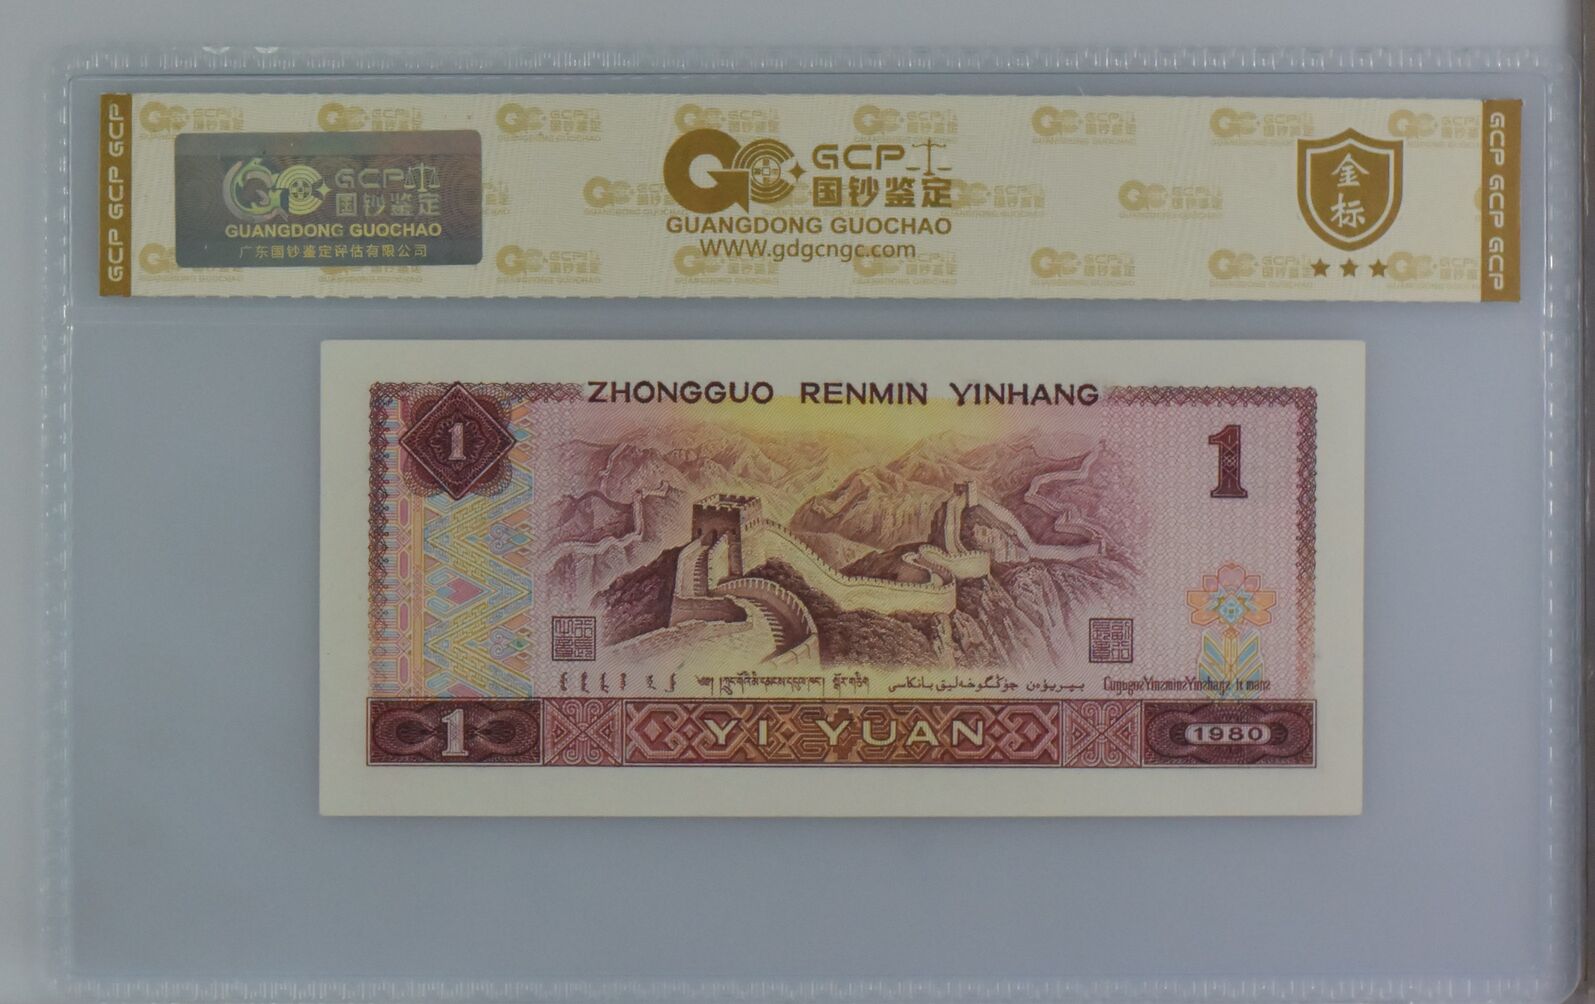 GCP GCP GCP
GCP
国钞鉴定
GUANGDONG GUOCHAO
广东国钞鉴定评估有限公司
GCP
国钞鉴定
GUANGDONG GUOCHAO
WWW.gdgcngc.com
金
标
GCP GCP GCP
ZHONGGUO RENMIN YINHANG
1
1
1
YI YUAN
1980